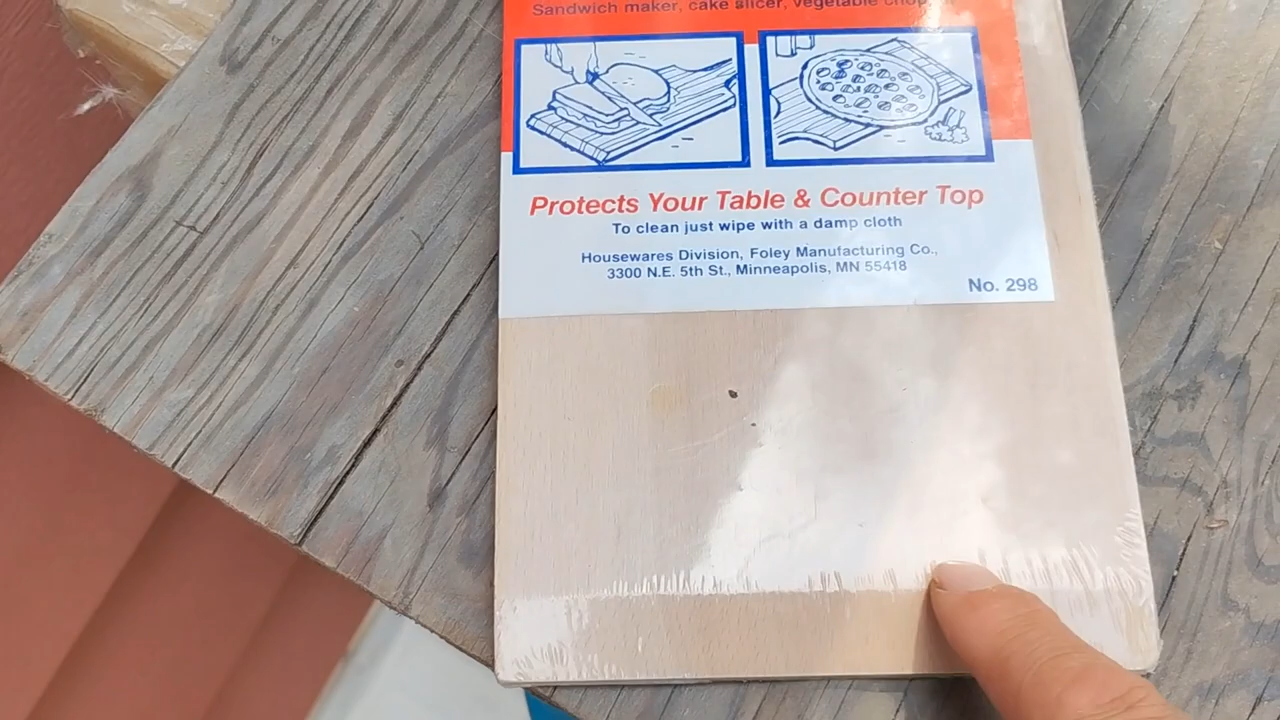 Sandwich maker, cake slicer, vegetable chopper
Protects Your Table & Counter Top
To clean just wipe with a damp cloth
Housewares Division, Foley Manufacturing Co.,
3300 N.E. 5th St., Minneapolis, MN 55418
No. 298